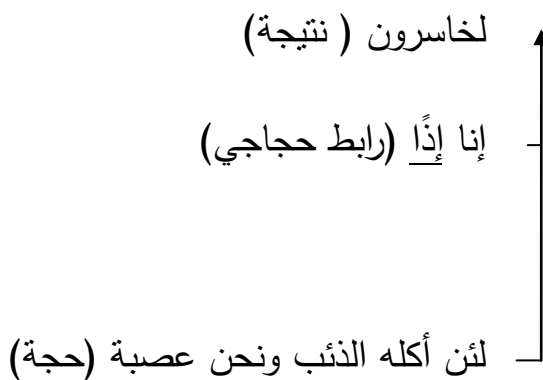 لخاسرون ( نتيجة)
إنا إذًا (رابط حجاجي)
لئن أكله الذئب ونحن عصبة (حجة)